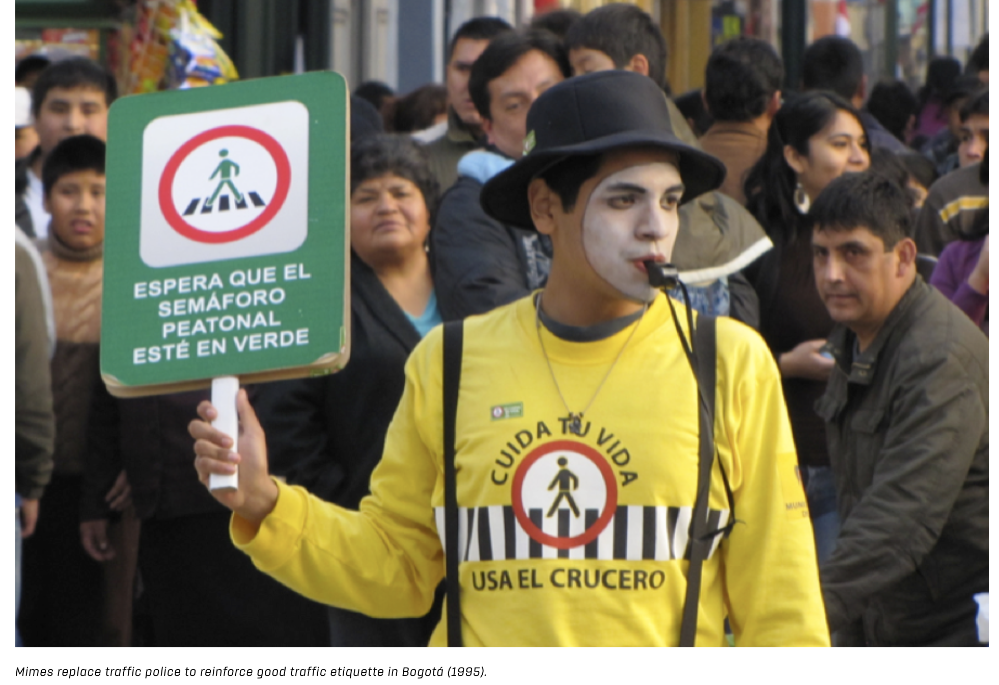 ESPERA QUE EL
SEMÁFORO
PEATONAL
ESTÉ EN VERDE
CUIDA TU VIDA
USA EL CRUCERO
Mimes replace traffic police to reinforce good traffic etiquette in Bogotá (1995).